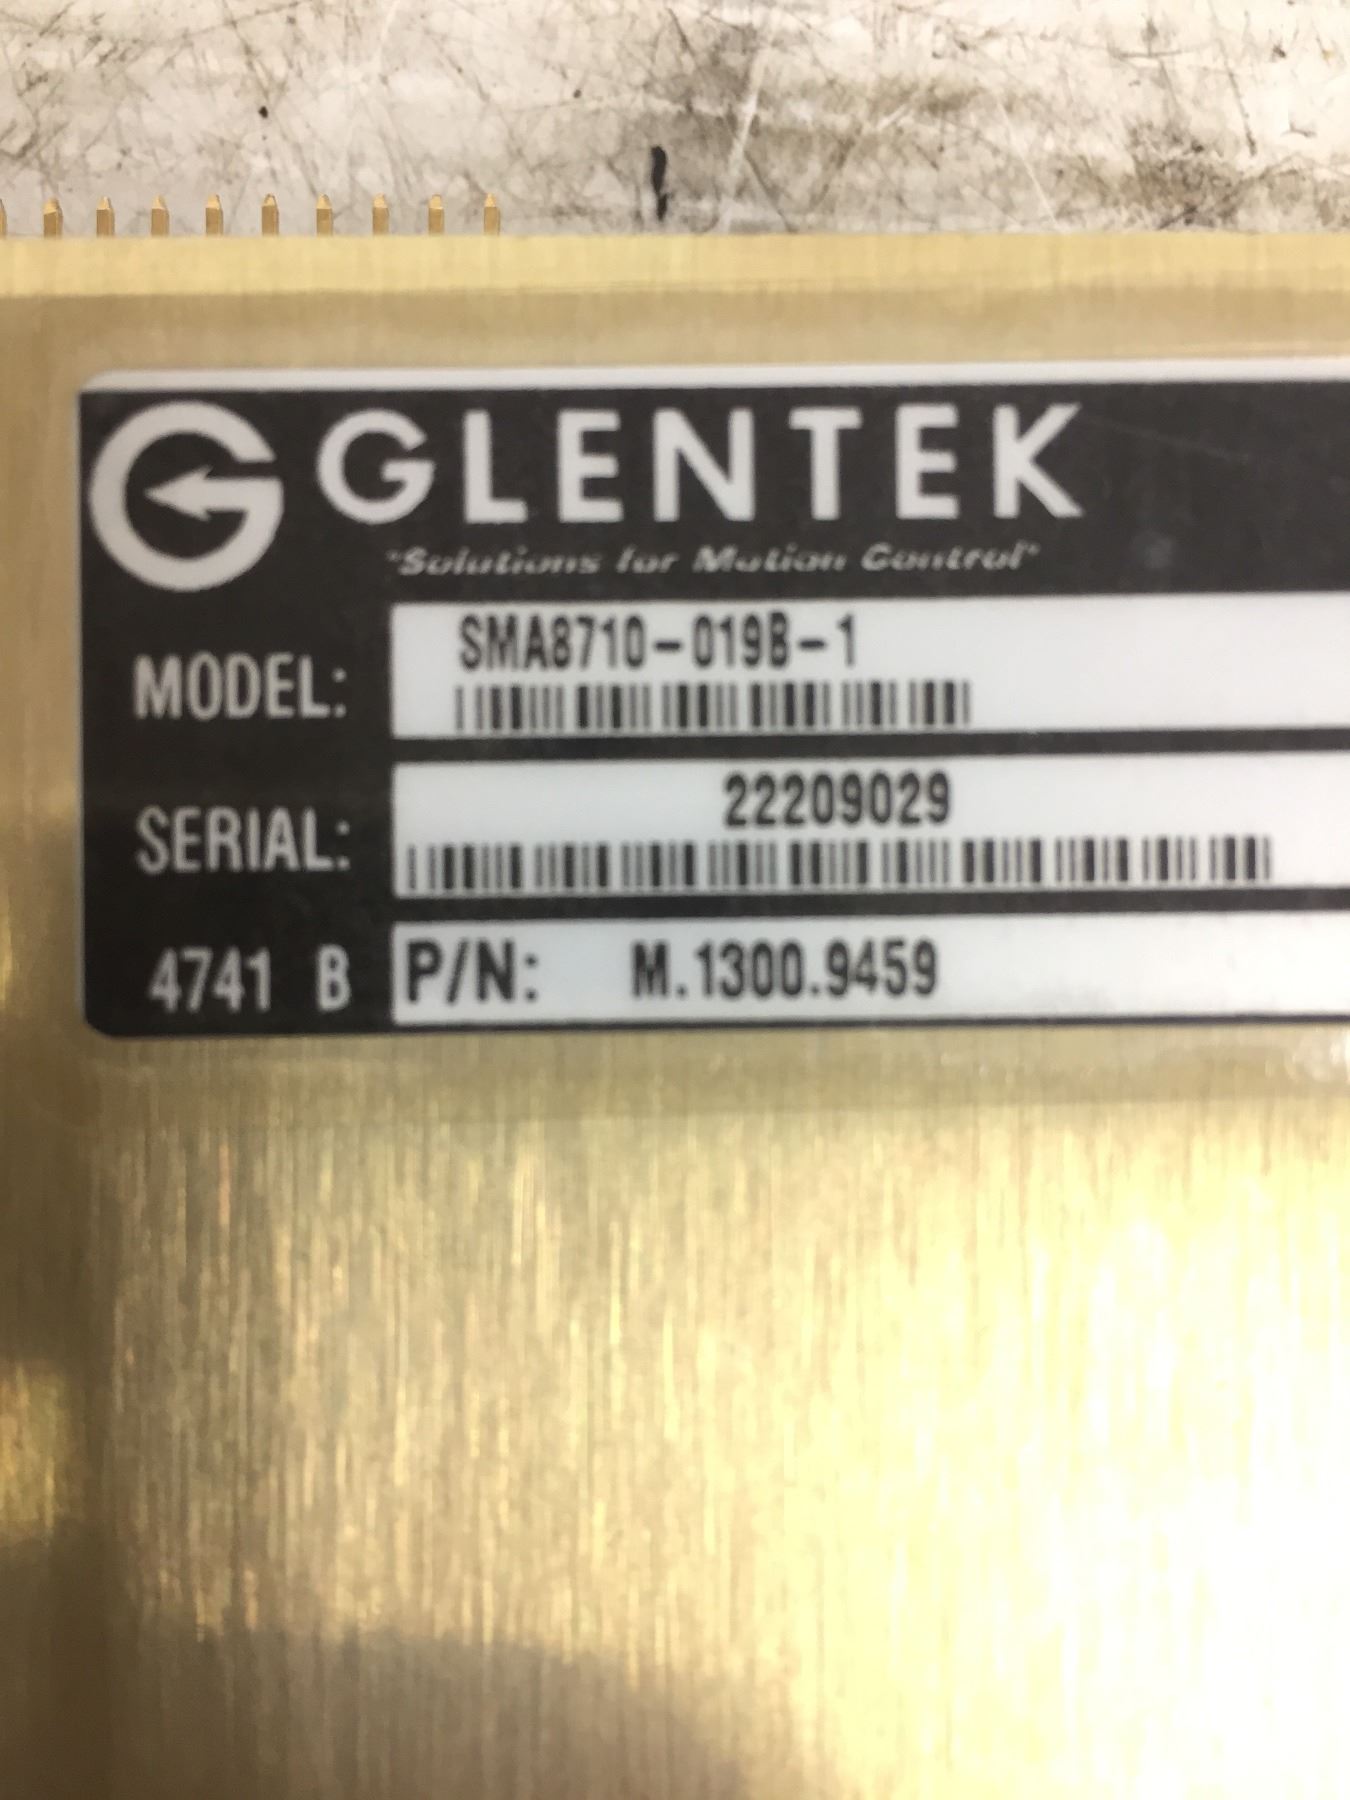 GLENTEK
"Solutions for Motion Control"
MODEL: SMA8710-019B-1
SERIAL: 22209029
4741 B P/N: M.1300.9459